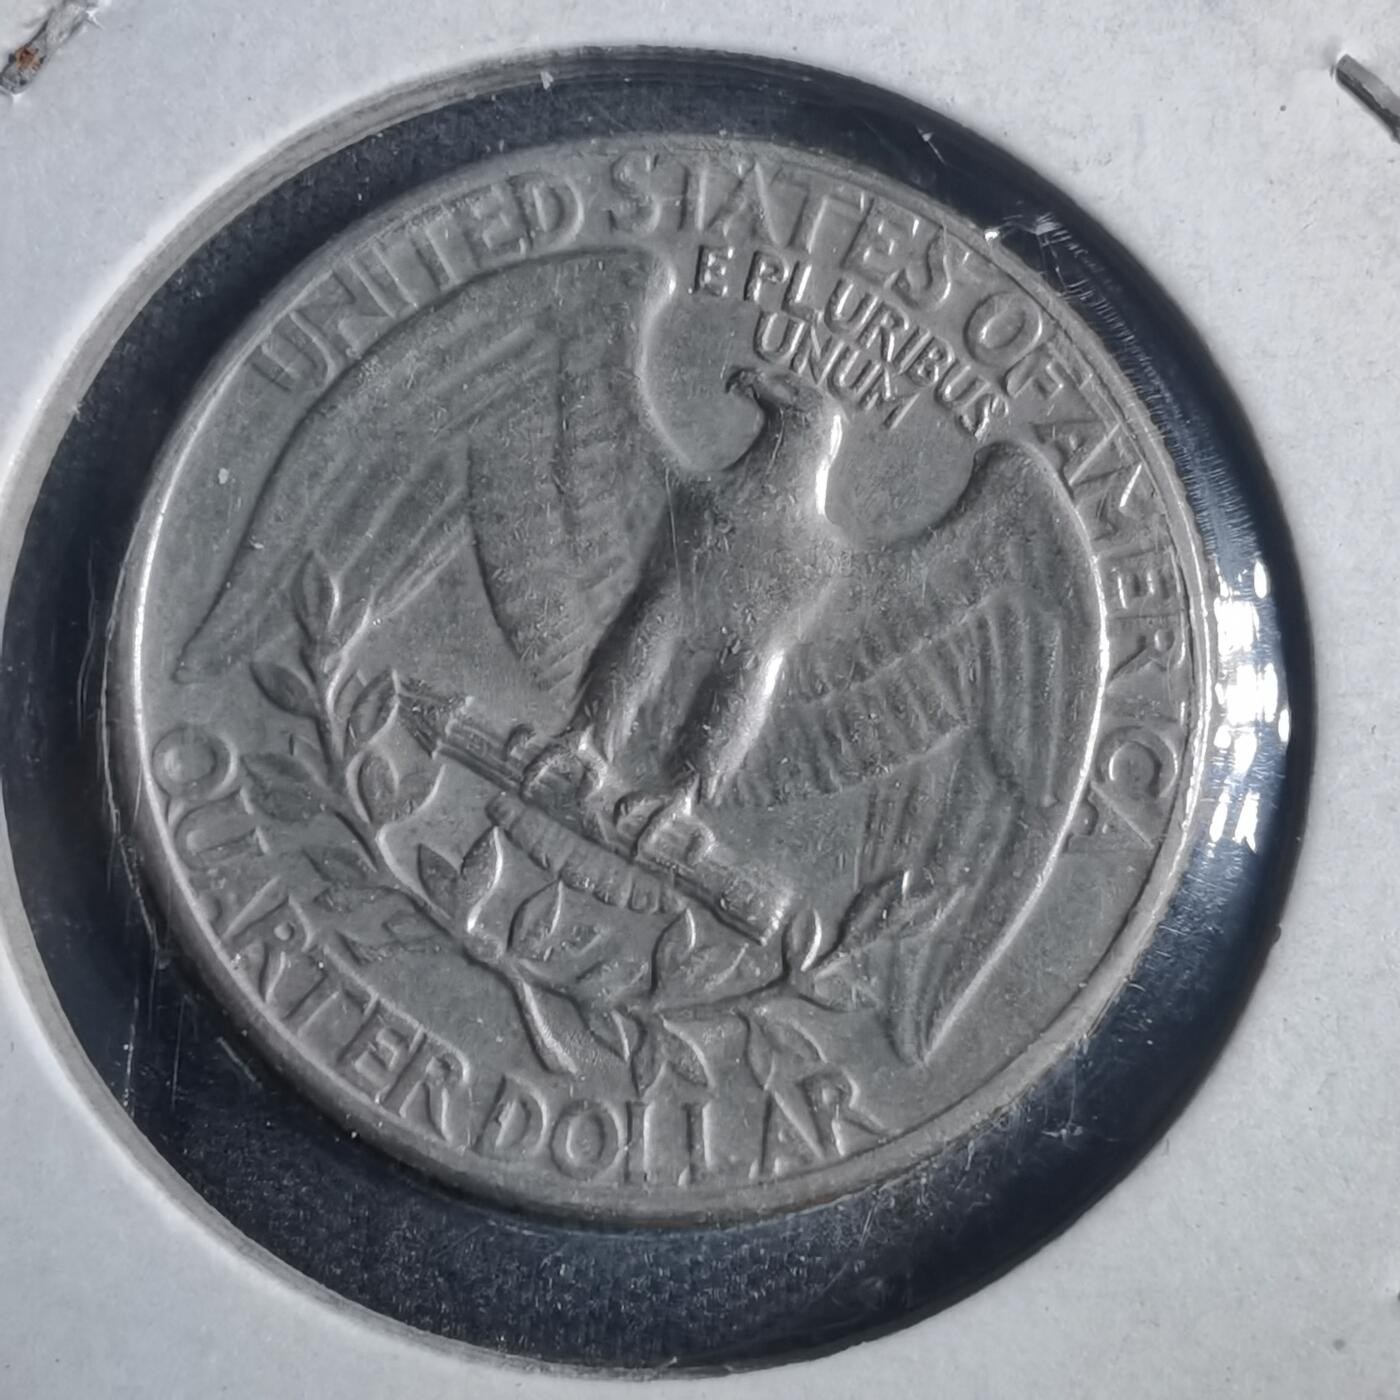 UNITED STATES OF AMERICA
E PLURIBUS
UNUM
QUARTER DOLLAR